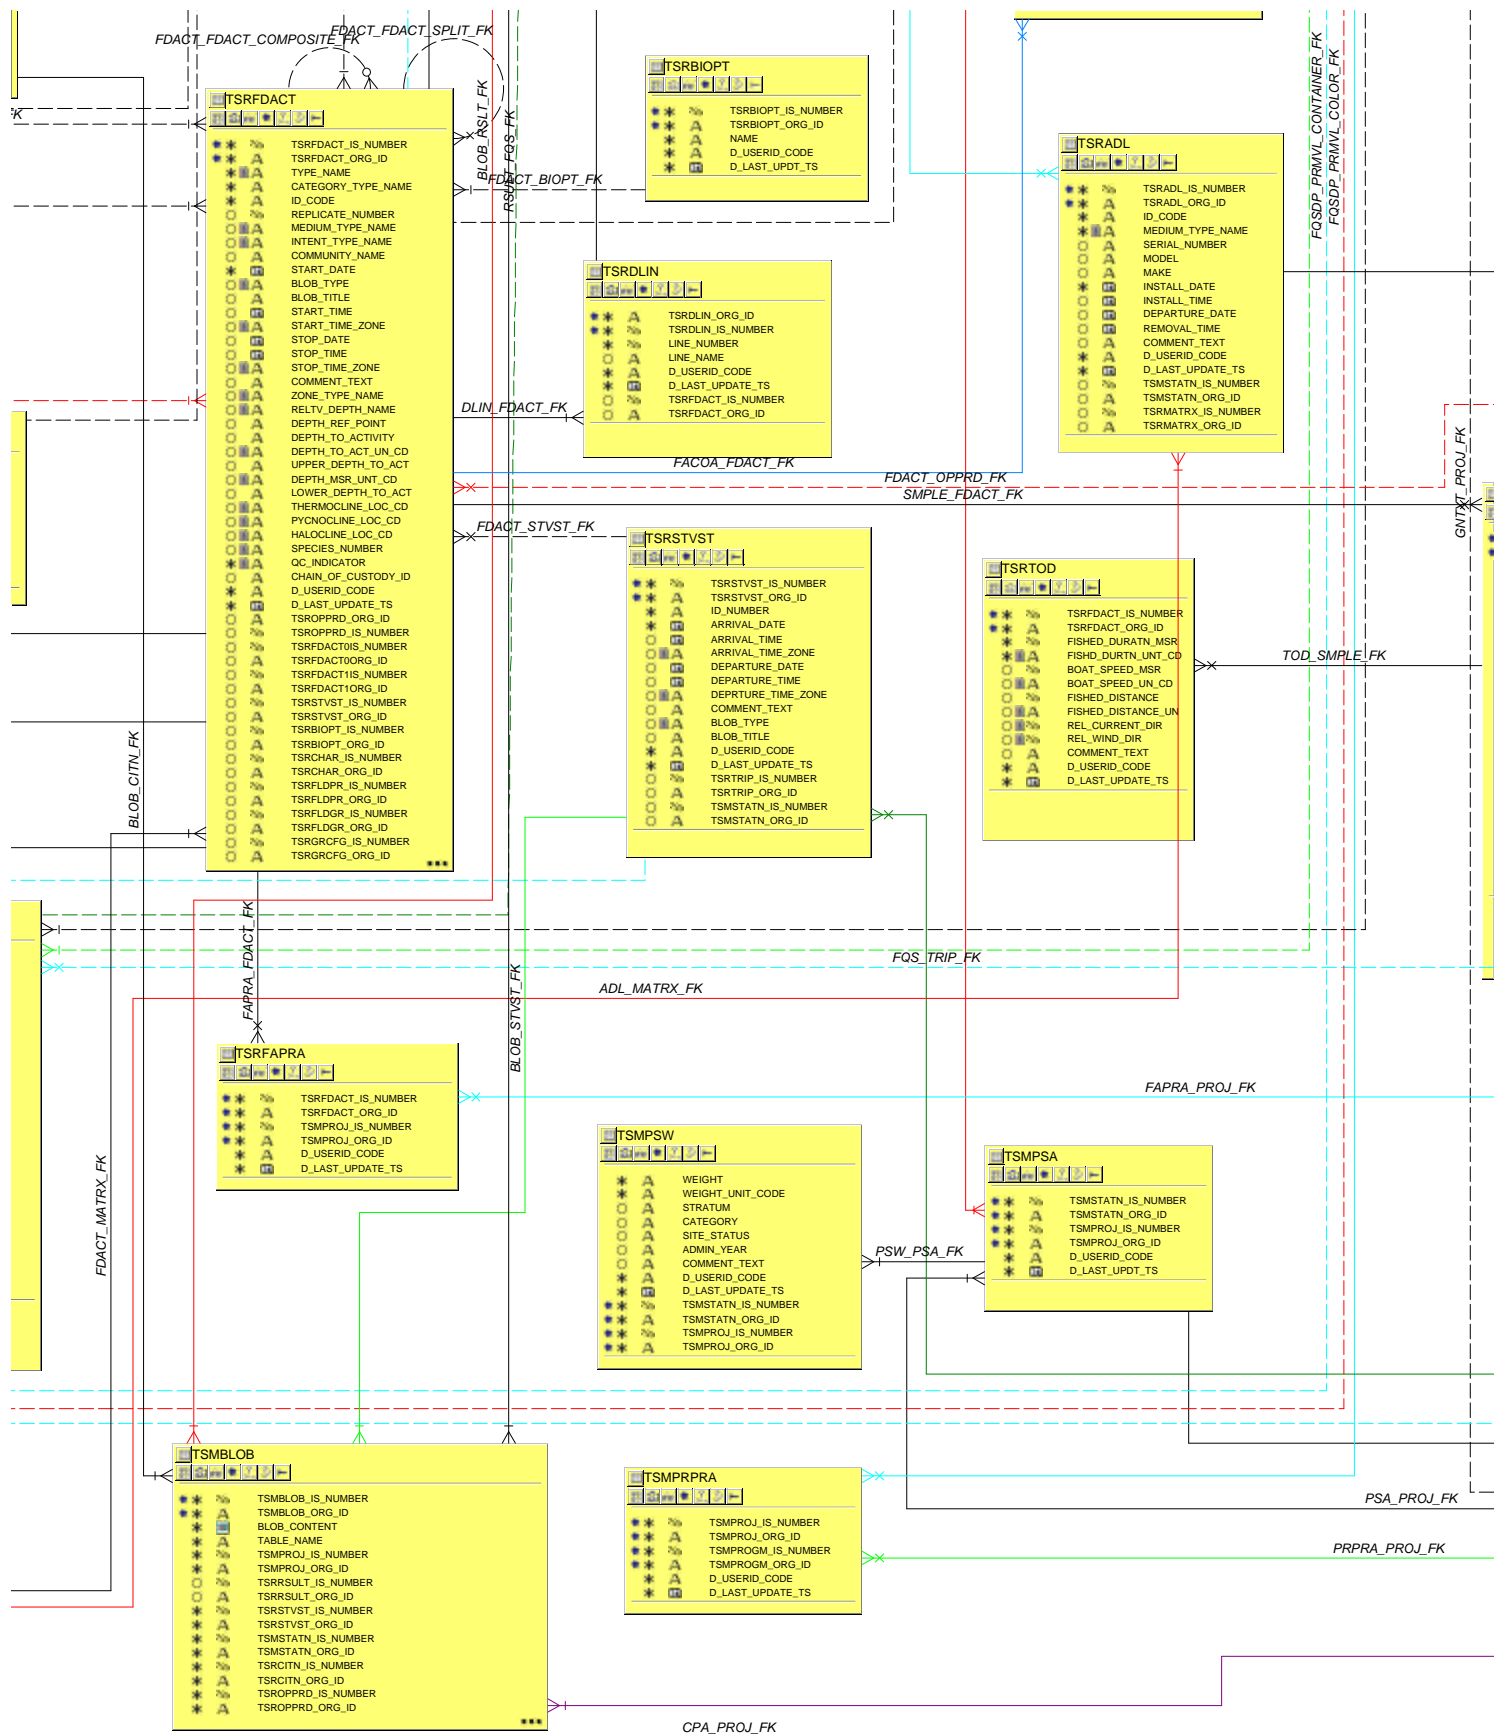 FDACT_FDACT_COMPOSITE_FK
FDACT_FDACT_SPLIT_FK
BLOB_RSLT_FK
RSULT_FQS_FK
FDACT_BIOPT_FK
FQSDP_PRMVL_CONTAINER_FK
FQSDP_PRMVL_COLOR_FK
TSRFDACT
TSRFDACT_IS_NUMBER
TSRFDACT_ORG_ID
TYPE_NAME
CATEGORY_TYPE_NAME
ID_CODE
REPLICATE_NUMBER
MEDIUM_TYPE_NAME
INTENT_TYPE_NAME
COMMUNITY_NAME
START_DATE
BLOB_TYPE
BLOB_TITLE
START_TIME
START_TIME_ZONE
STOP_DATE
STOP_TIME
STOP_TIME_ZONE
COMMENT_TEXT
ZONE_TYPE_NAME
RELTV_DEPTH_NAME
DEPTH_REF_POINT
DEPTH_TO_ACTIVITY
DEPTH_TO_ACT_UN_CD
UPPER_DEPTH_TO_ACT
DEPTH_MSR_UNT_CD
LOWER_DEPTH_TO_ACT
THERMOCLINE_LOC_CD
PYCNOCLINE_LOC_CD
HALOCLINE_LOC_CD
SPECIES_NUMBER
QC_INDICATOR
CHAIN_OF_CUSTODY_ID
D_USERID_CODE
D_LAST_UPDATE_TS
TSROPPRD_ORG_ID
TSROPPRD_IS_NUMBER
TSRFDACT0IS_NUMBER
TSRFDACT0ORG_ID
TSRFDACT1IS_NUMBER
TSRFDACT1ORG_ID
TSRSTVST_IS_NUMBER
TSRSTVST_ORG_ID
TSRBIOPT_IS_NUMBER
TSRBIOPT_ORG_ID
TSRCHAR_IS_NUMBER
TSRCHAR_ORG_ID
TSRFLDPR_IS_NUMBER
TSRFLDPR_ORG_ID
TSRFLDGR_IS_NUMBER
TSRFLDGR_ORG_ID
TSRGRCFG_IS_NUMBER
TSRGRCFG_ORG_ID
TSRBIOPT
TSRBIOPT_IS_NUMBER
TSRBIOPT_ORG_ID
NAME
D_USERID_CODE
D_LAST_UPDT_TS
TSRADL
TSRADL_IS_NUMBER
TSRADL_ORG_ID
ID_CODE
MEDIUM_TYPE_NAME
SERIAL_NUMBER
MODEL
MAKE
INSTALL_DATE
INSTALL_TIME
DEPARTURE_DATE
REMOVAL_TIME
COMMENT_TEXT
D_USERID_CODE
D_LAST_UPDATE_TS
TSMSTATN_IS_NUMBER
TSMSTATN_ORG_ID
TSRMATRX_IS_NUMBER
TSRMATRX_ORG_ID
TSRDLIN
TSRDLIN_ORG_ID
TSRDLIN_IS_NUMBER
LINE_NUMBER
LINE_NAME
D_USERID_CODE
D_LAST_UPDATE_TS
TSRFDACT_IS_NUMBER
TSRFDACT_ORG_ID
DLIN_FDACT_FK
FACOA_FDACT_FK
FDACT_OPPRD_FK
SMPLE_FDACT_FK
GNTXT_PROJ_FK
FDACT_STVST_FK
TSRSTVST
TSRSTVST_IS_NUMBER
TSRSTVST_ORG_ID
ID_NUMBER
ARRIVAL_DATE
ARRIVAL_TIME
ARRIVAL_TIME_ZONE
DEPARTURE_DATE
DEPARTURE_TIME
DEPRTURE_TIME_ZONE
COMMENT_TEXT
BLOB_TYPE
BLOB_TITLE
D_USERID_CODE
D_LAST_UPDATE_TS
TSRTRIP_IS_NUMBER
TSRTRIP_ORG_ID
TSMSTATN_IS_NUMBER
TSMSTATN_ORG_ID
TSRTOD
TSRFDACT_IS_NUMBER
TSRFDACT_ORG_ID
FISHED_DURATN_MSR
FISHD_DURTN_UNT_CD
BOAT_SPEED_MSR
BOAT_SPEED_UN_CD
FISHED_DISTANCE
FISHED_DISTANCE_UN
REL_CURRENT_DIR
REL_WIND_DIR
COMMENT_TEXT
D_USERID_CODE
D_LAST_UPDATE_TS
TOD_SMPLE_FK
BLOB_CITN_FK
FAPRA_FDACT_FK
BLOB_STVST_FK
FQS_TRIP_FK
ADL_MATRX_FK
TSRFAPRA
TSRFDACT_IS_NUMBER
TSRFDACT_ORG_ID
TSMPROJ_IS_NUMBER
TSMPROJ_ORG_ID
D_USERID_CODE
D_LAST_UPDATE_TS
FAPRA_PROJ_FK
FDACT_MATRX_FK
TSMPSW
WEIGHT
WEIGHT_UNIT_CODE
STRATUM
CATEGORY
SITE_STATUS
ADMIN_YEAR
COMMENT_TEXT
D_USERID_CODE
D_LAST_UPDATE_TS
TSMSTATN_IS_NUMBER
TSMSTATN_ORG_ID
TSMPROJ_IS_NUMBER
TSMPROJ_ORG_ID
PSW_PSA_FK
TSMPSA
TSMSTATN_IS_NUMBER
TSMSTATN_ORG_ID
TSMPROJ_IS_NUMBER
TSMPROJ_ORG_ID
D_USERID_CODE
D_LAST_UPDT_TS
TSMBLOB
TSMBLOB_IS_NUMBER
TSMBLOB_ORG_ID
BLOB_CONTENT
TABLE_NAME
TSMPROJ_IS_NUMBER
TSMPROJ_ORG_ID
TSRRSULT_IS_NUMBER
TSRRSULT_ORG_ID
TSRSTVST_IS_NUMBER
TSRSTVST_ORG_ID
TSMSTATN_IS_NUMBER
TSMSTATN_ORG_ID
TSRCITN_IS_NUMBER
TSRCITN_ORG_ID
TSROPPRD_IS_NUMBER
TSROPPRD_ORG_ID
TSMPRPRA
TSMPROJ_IS_NUMBER
TSMPROJ_ORG_ID
TSMPROGM_IS_NUMBER
TSMPROGM_ORG_ID
D_USERID_CODE
D_LAST_UPDATE_TS
PSA_PROJ_FK
PRPRA_PROJ_FK
CPA_PROJ_FK